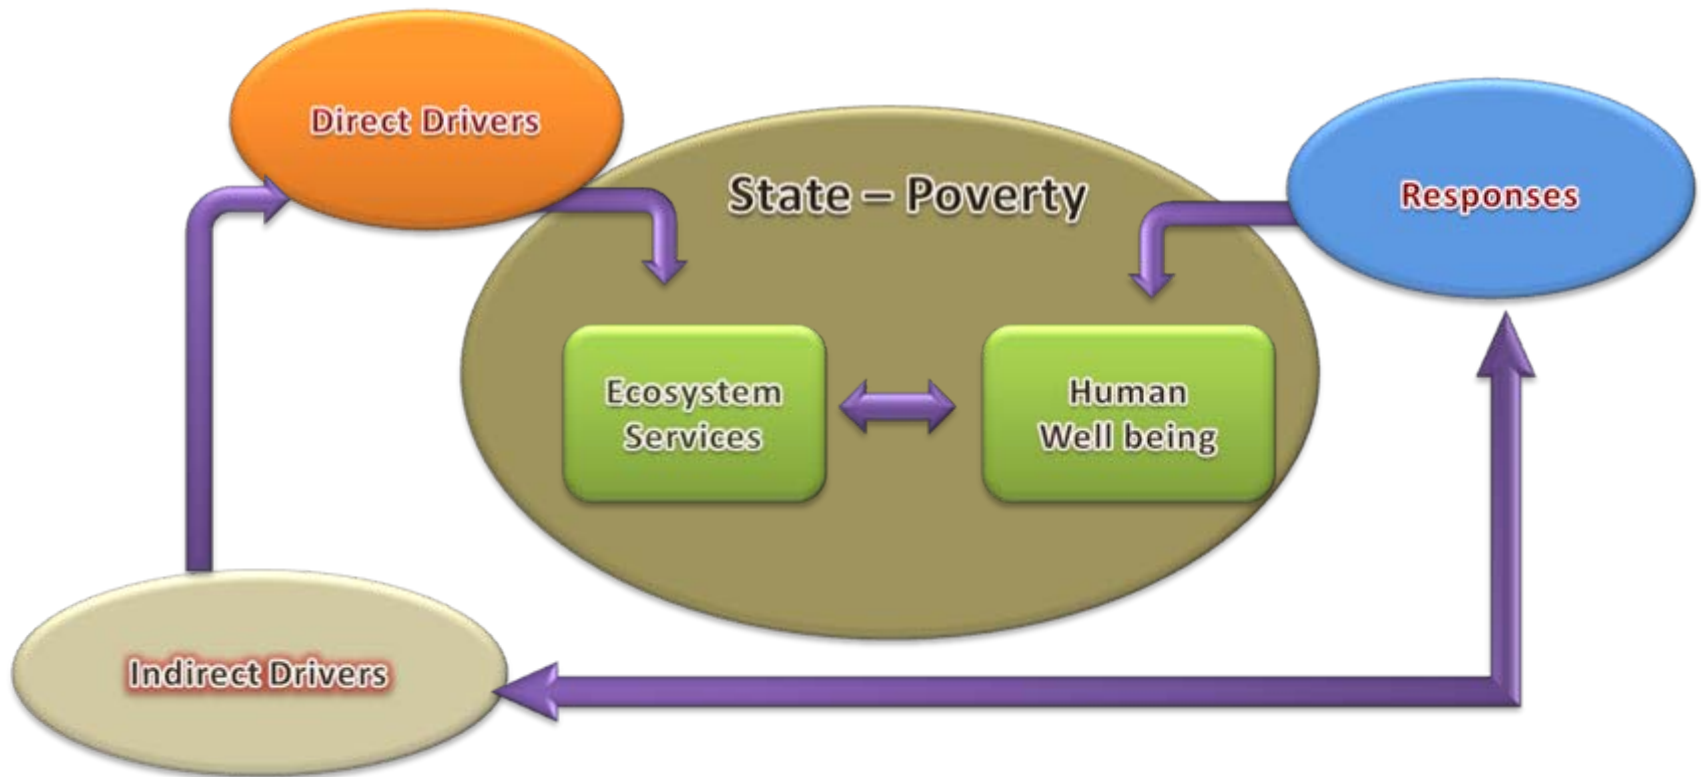 Direct Drivers
State – Poverty
Responses
Ecosystem
Services
Human
Well being
Indirect Drivers